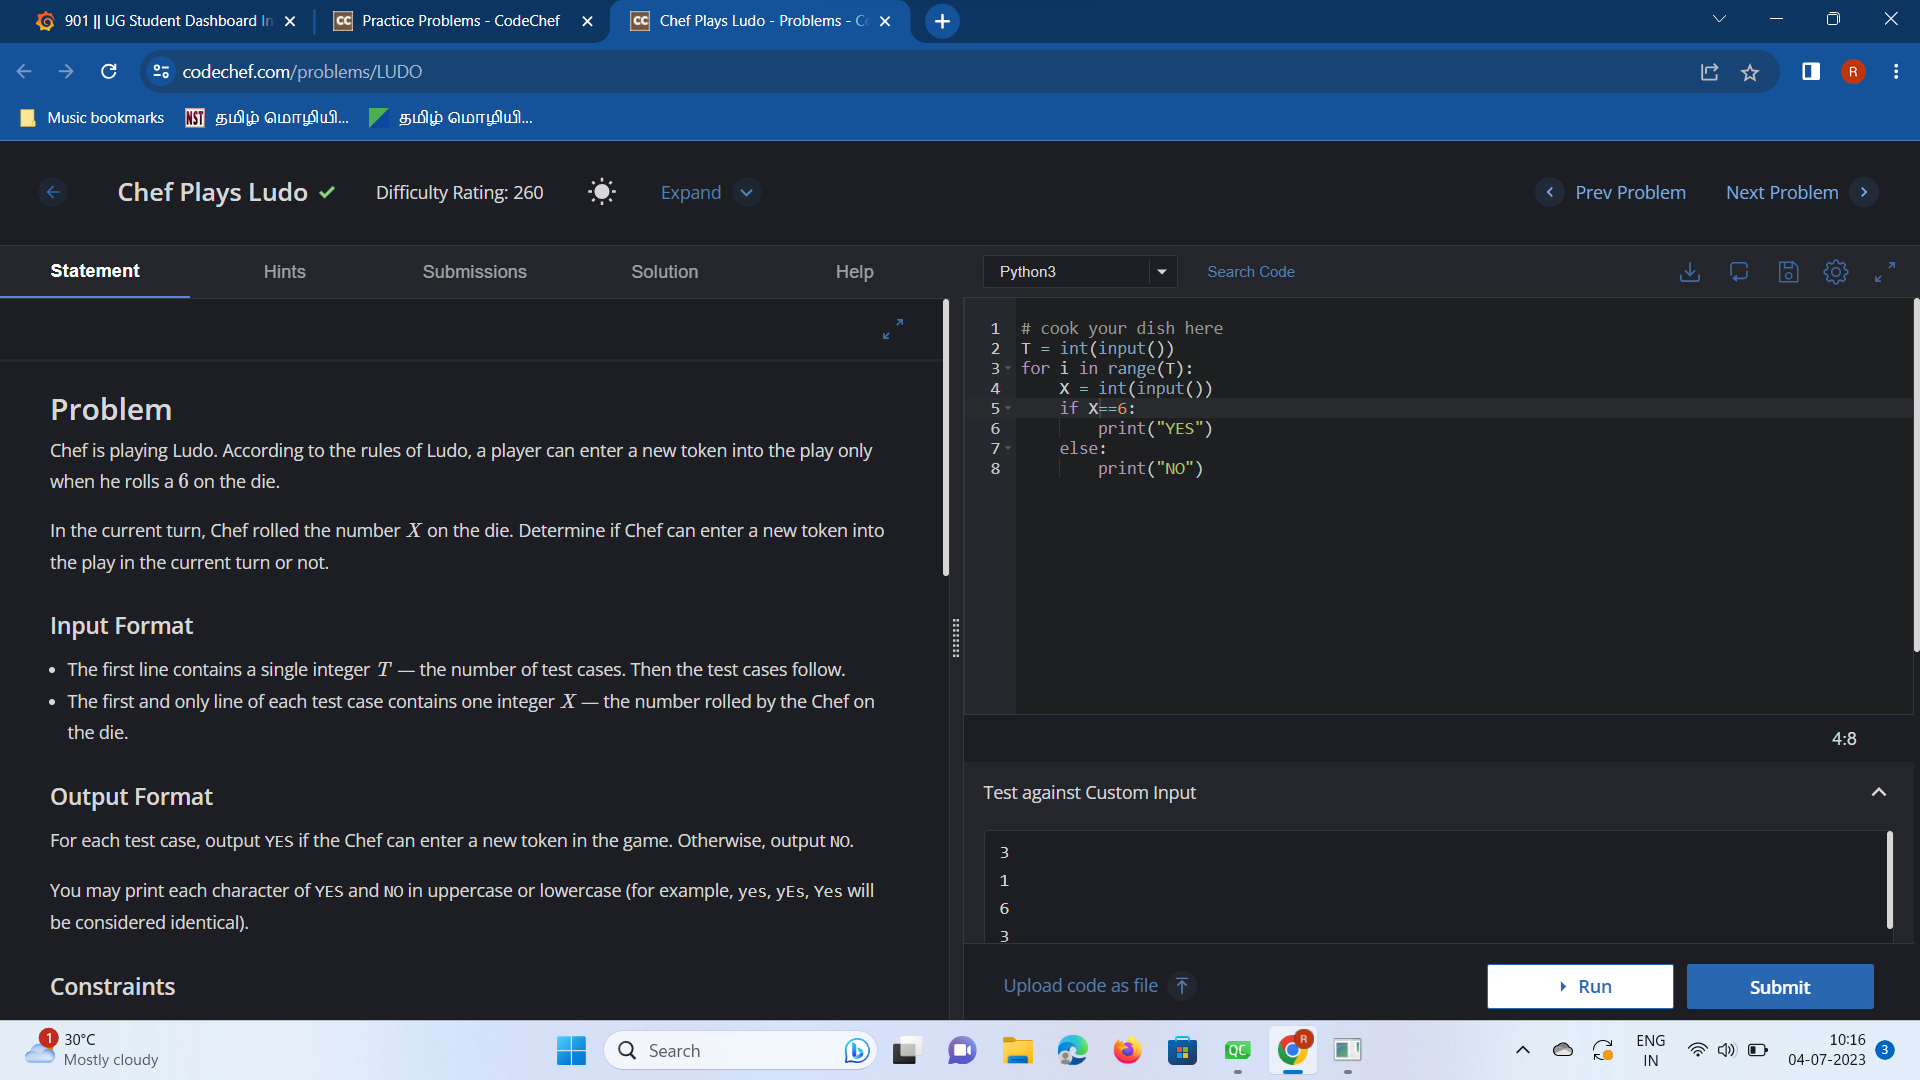 901 || UG Student Dashboard In
Practice Problems - CodeChef
Chef Plays Ludo - Problems - Co
codechef.com/problems/LUDO
R
Music bookmarks
NST தமிழ் மொழியி...
தமிழ் மொழியி...
Chef Plays Ludo
Difficulty Rating: 260
Expand
Prev Problem
Next Problem
Statement
Hints
Submissions
Solution
Help
Problem
Chef is playing Ludo. According to the rules of Ludo, a player can enter a new token into the play only
when he rolls a 6 on the die.
In the current turn, Chef rolled the number X on the die. Determine if Chef can enter a new token into
the play in the current turn or not.
Input Format
• The first line contains a single integer T — the number of test cases. Then the test cases follow.
• The first and only line of each test case contains one integer X — the number rolled by the Chef on
the die.
Output Format
For each test case, output YES if the Chef can enter a new token in the game. Otherwise, output NO.
You may print each character of YES and NO in uppercase or lowercase (for example, yes, yEs, Yes will
be considered identical).
Constraints
Python3
Search Code
1 # cook your dish here
2 T = int(input())
3 for i in range(T):
4     X = int(input())
5     if X==6:
6         print("YES")
7     else:
8         print("NO")
4:8
Test against Custom Input
3
1
6
3
Upload code as file
Run
Submit
1
30°C
Mostly cloudy
Search
QC
R
ENG
IN
10:16
04-07-2023
3